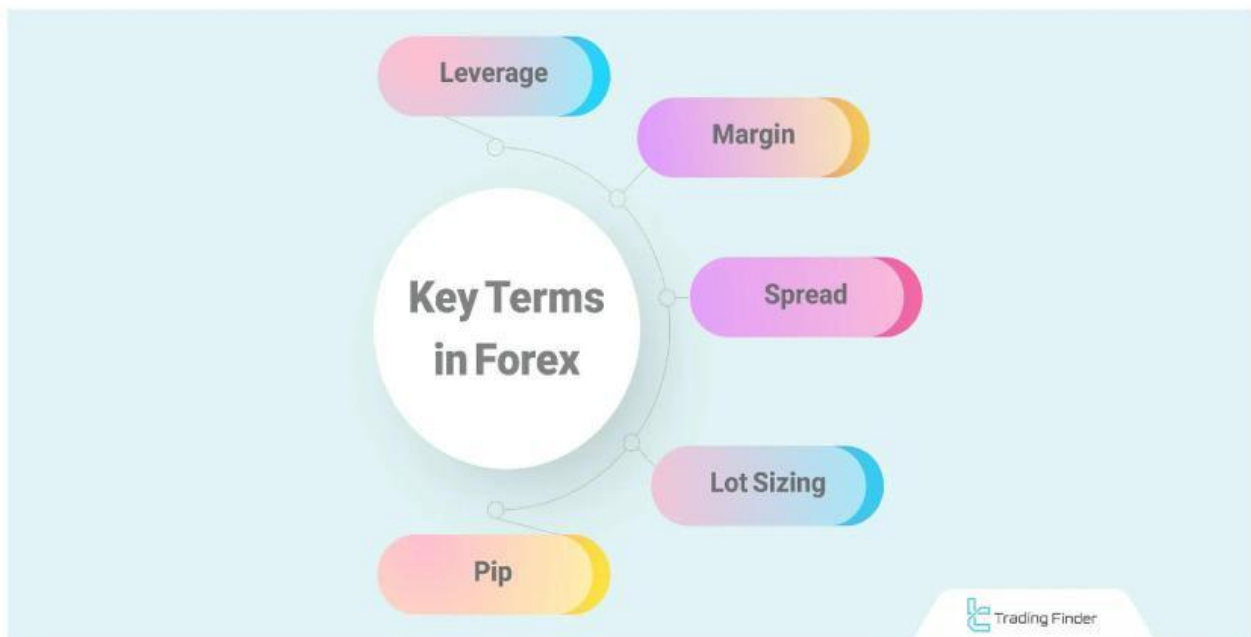 Leverage
Margin
Key Terms
in Forex
Spread
Lot Sizing
Pip
Trading Finder